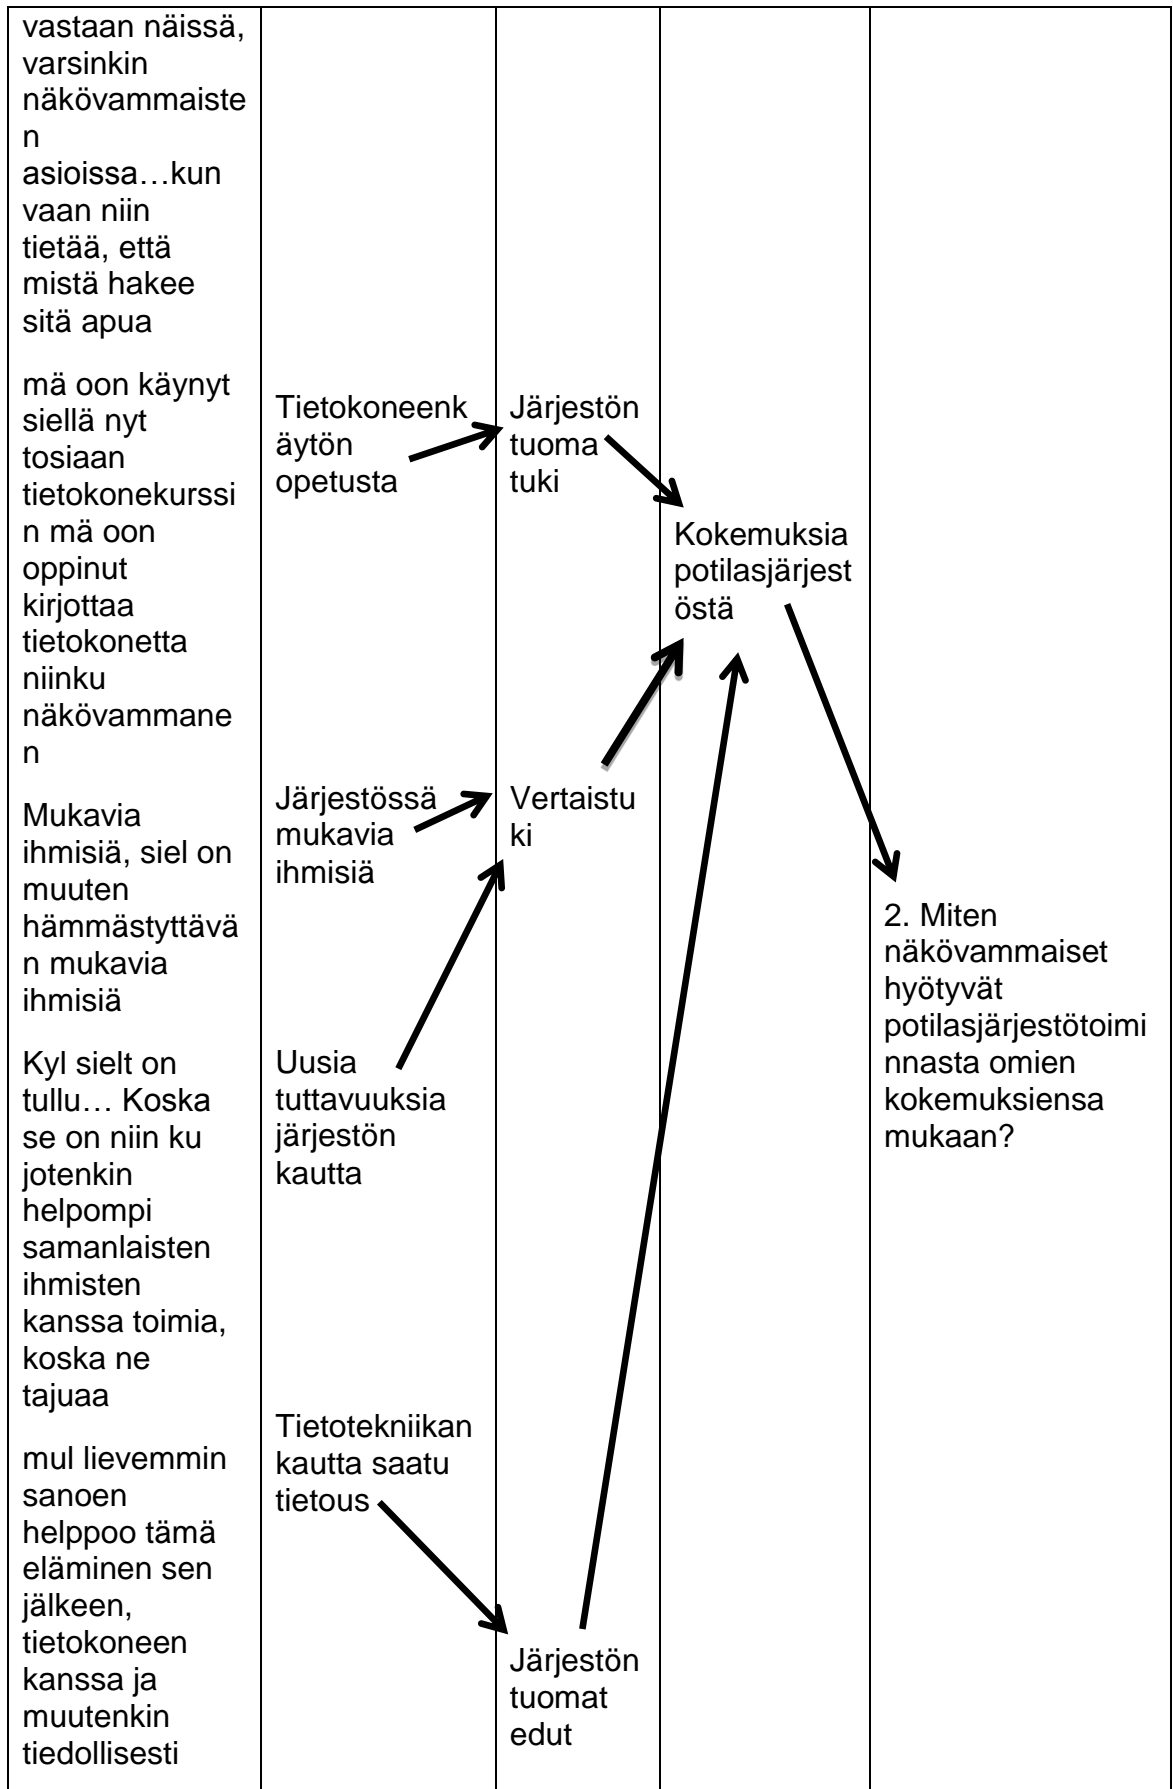 vastaan näissä,
varsinkin
näkövammaiste
n
asioissa…kun
vaan niin
tietää, että
mistä hakee
sitä apua
mä oon käynyt
siellä nyt
tosiaan
tietokonekurssi
n mä oon
oppinut
kirjottaa
tietokonetta
niinku
näkövammane
n
Mukavia
ihmisiä, siel on
muuten
hämmästyttävä
n mukavia
ihmisiä
Kyl sielt on
tullu… Koska
se on niin ku
jotenkin
helpompi
samanlaisten
ihmisten
kanssa toimia,
koska ne
tajuaa
mul lievemmin
sanoen
helppoo tämä
eläminen sen
jälkeen,
tietokoneen
kanssa ja
muutenkin
tiedollisesti
Tietokoneenk
äytön
opetusta
Järjestössä
mukavia
ihmisiä
Uusia
tuttavuuksia
järjestön
kautta
Tietotekniikan
kautta saatu
tietous
Järjestön
tuoma
tuki
Vertaistu
ki
Järjestön
tuomat
edut
Kokemuksia
potilasjärjest
östä
2. Miten
näkövammaiset
hyötyvät
potilasjärjestötoimi
nnasta omien
kokemuksiensa
mukaan?